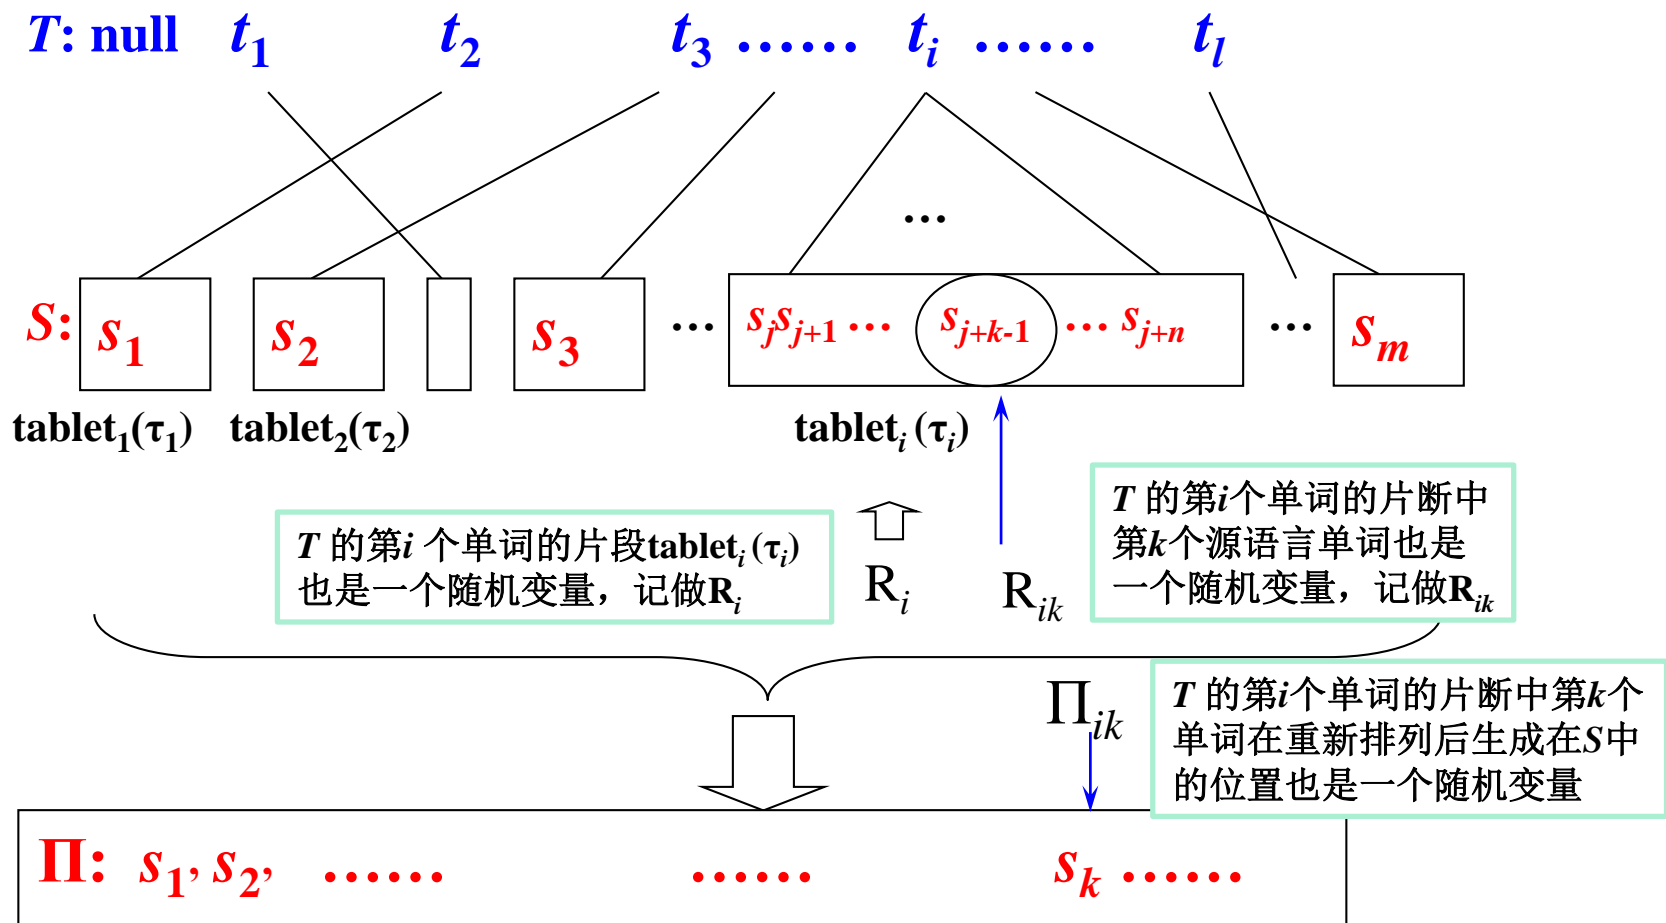 T: null t₁ t₂ t₃ …… tᵢ …… tₗ
…
S: s₁ s₂ s₃ … sⱼsⱼ₊₁ … sⱼ₊ₖ₋₁ … sⱼ₊ₙ … sₘ
tablet₁(τ₁) tablet₂(τ₂) tabletᵢ(τᵢ)
T 的第i 个单词的片段tabletᵢ(τᵢ)
也是一个随机变量，记做Rᵢ
Rᵢ
Rᵢₖ
T 的第i个单词的片断中
第k个源语言单词也是
一个随机变量，记做Rᵢₖ
Πᵢₖ
T 的第i个单词的片断中第k个
单词在重新排列后生成在S中
的位置也是一个随机变量
Π: s₁, s₂, …… …… sₖ ……